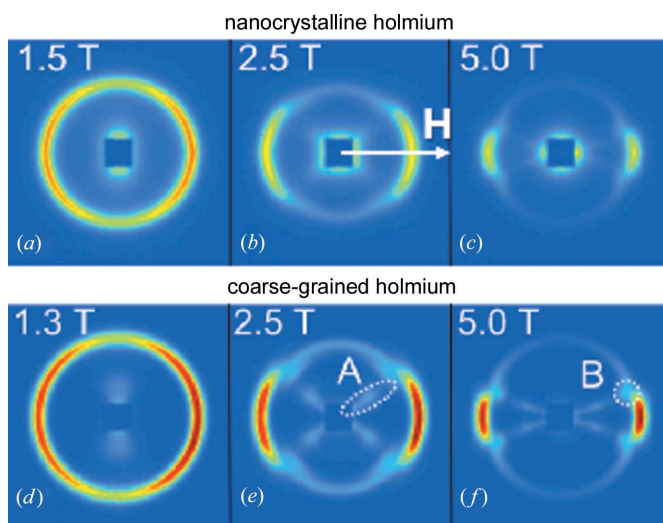 nanocrystalline holmium
1.5 T 2.5 T 5.0 T
H
(a) (b) (c)
coarse-grained holmium
1.3 T 2.5 T 5.0 T
A
B
(d) (e) (f)